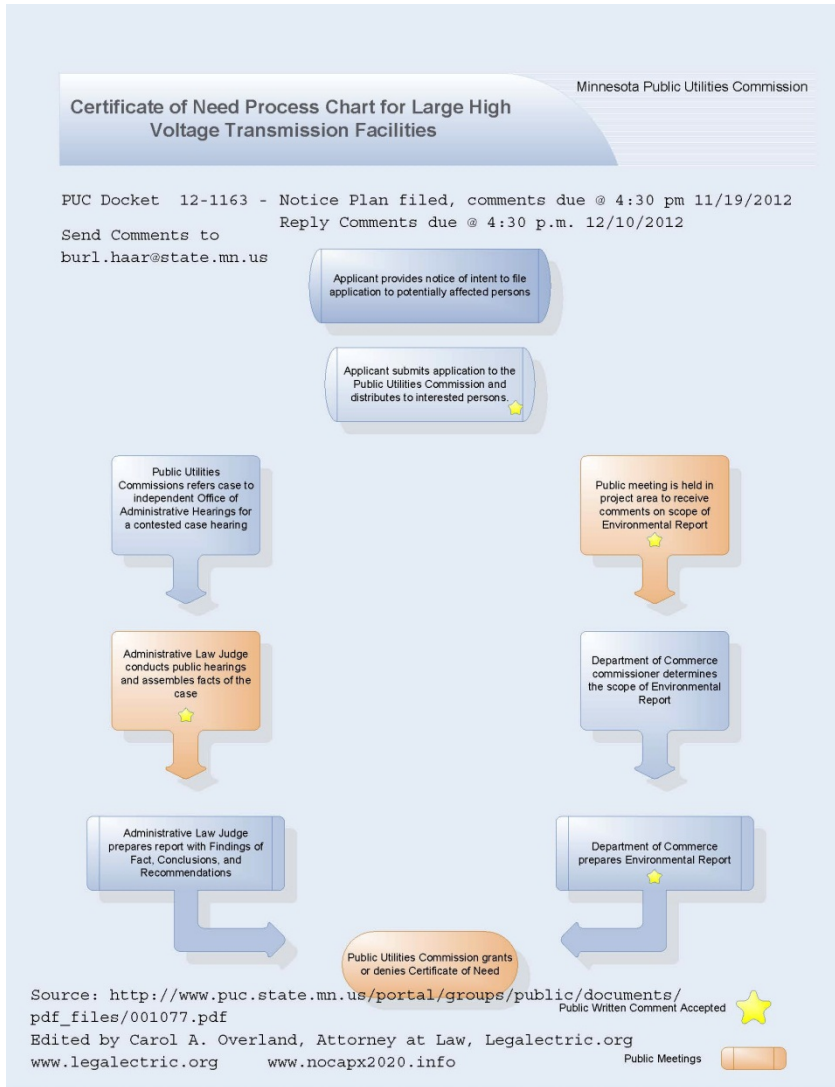 Minnesota Public Utilities Commission
Certificate of Need Process Chart for Large High
Voltage Transmission Facilities
PUC Docket 12-1163 - Notice Plan filed, comments due @ 4:30 pm 11/19/2012
Reply Comments due @ 4:30 p.m. 12/10/2012
Send Comments to
burl.haar@state.mn.us
Applicant provides notice of intent to file
application to potentially affected persons
Applicant submits application to the
Public Utilities Commission and
distributes to interested persons.
Public Utilities
Commissions refers case to
independent Office of
Administrative Hearings for
a contested case hearing
Public meeting is held in
project area to receive
comments on scope of
Environmental Report
Administrative Law Judge
conducts public hearings
and assembles facts of the
case
Department of Commerce
commissioner determines
the scope of Environmental
Report
Administrative Law Judge
prepares report with Findings of
Fact, Conclusions, and
Recommendations
Department of Commerce
prepares Environmental Report
Public Utilities Commission grants
or denies Certificate of Need
Source: http://www.puc.state.mn.us/portal/groups/public/documents/
pdf_files/001077.pdf
Public Written Comment Accepted
Edited by Carol A. Overland, Attorney at Law, Legalectric.org
www.legalectric.org www.nocapx2020.info
Public Meetings